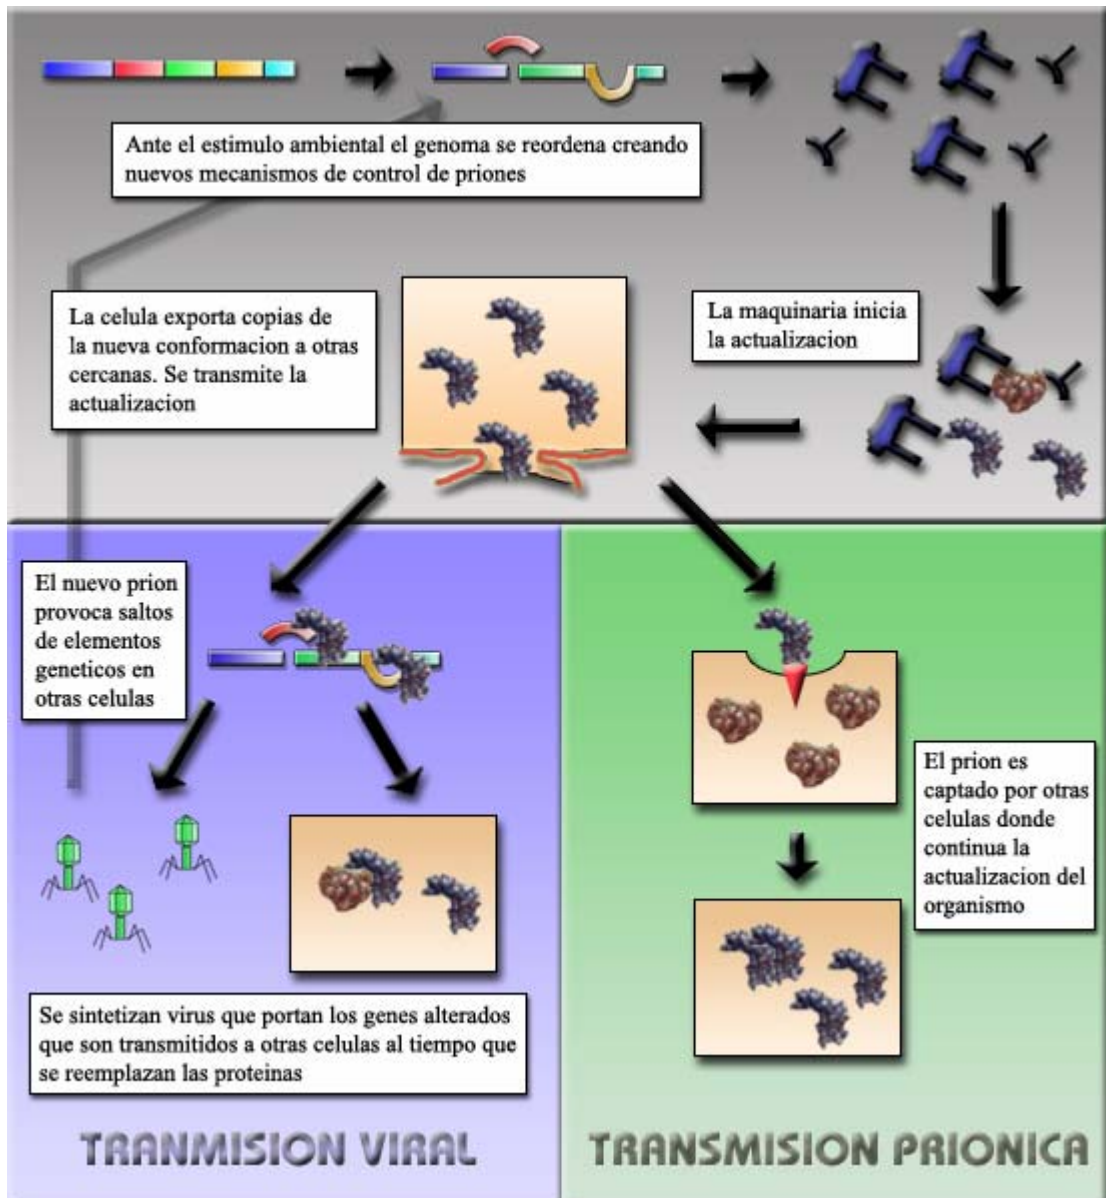 Ante el estimulo ambiental el genoma se reordena creando
nuevos mecanismos de control de priones
La celula exporta copias de
la nueva conformacion a otras
cercanas. Se transmite la
actualizacion
La maquinaria inicia
la actualizacion
El nuevo prion
provoca saltos
de elementos
geneticos en
otras celulas
Se sintetizan virus que portan los genes alterados
que son transmitidos a otras celulas al tiempo que
se reemplazan las proteinas
TRANMISION VIRAL
El prion es
captado por otras
celulas donde
continua la
actualizacion del
organismo
TRANSMISION PRIONICA